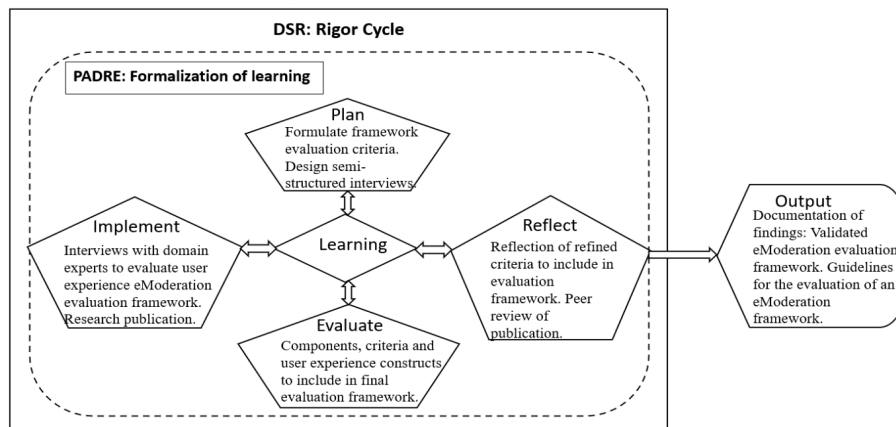 DSR: Rigor Cycle
PADRE: Formalization of learning
Plan
Formulate framework
evaluation criteria.
Design semi-
structured interviews.
Implement
Interviews with domain
experts to evaluate user
experience eModeration
evaluation framework.
Research publication.
Learning
Reflect
Reflection of refined
criteria to include in
evaluation
framework. Peer
review of
publication.
Evaluate
Components, criteria and
user experience constructs
to include in final
evaluation framework.
Output
Documentation of
findings: Validated
eModeration evaluation
framework. Guidelines
for the evaluation of an
eModeration
framework.